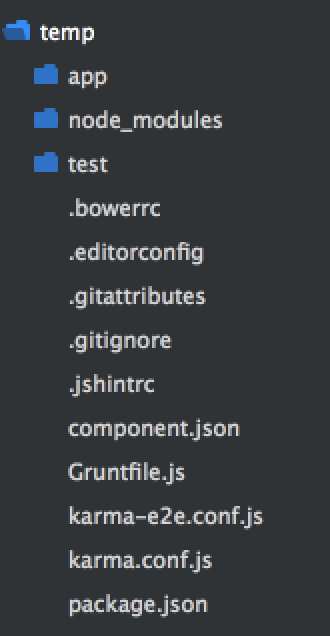 temp
app
node_modules
test
.bowerrc
.editorconfig
.gitattributes
.gitignore
.jshintrc
component.json
Gruntfile.js
karma-e2e.conf.js
karma.conf.js
package.json